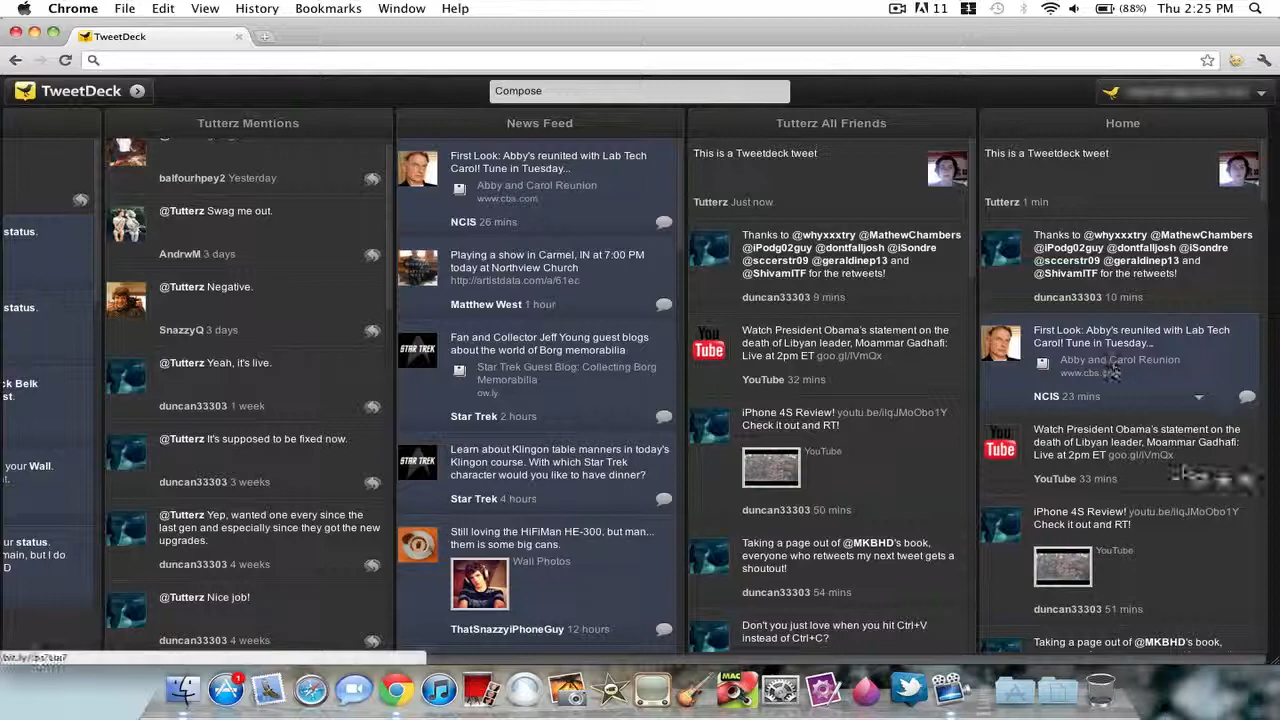 Chrome File Edit View History Bookmarks Window Help
11
(88%) Thu 2:25 PM
TweetDeck
TweetDeck
Compose
status.
status.
ck Belk
st.
your Wall.
ur status.
main, but I do
D
Tutterz Mentions
balfourhpey2 Yesterday
@Tutterz Swag me out.
AndrwM 3 days
@Tutterz Negative.
SnazzyQ 3 days
@Tutterz Yeah, it's live.
duncan33303 1 week
@Tutterz It's supposed to be fixed now.
duncan33303 3 weeks
@Tutterz Yep, wanted one every since the
last gen and especially since they got the new
upgrades.
duncan33303 4 weeks
@Tutterz Nice job!
duncan33303 4 weeks
News Feed
First Look: Abby's reunited with Lab Tech
Carol! Tune in Tuesday...
Abby and Carol Reunion
www.cbs.com
NCIS 26 mins
Playing a show in Carmel, IN at 7:00 PM
today at Northview Church
http://artistdata.com/a/61ec
Matthew West 1 hour
STAR TREK
Fan and Collector Jeff Young guest blogs
about the world of Borg memorabilia
Star Trek Guest Blog: Collecting Borg
Memorabilia
ow.ly
Star Trek 2 hours
STAR TREK
Learn about Klingon table manners in today's
Klingon course. With which Star Trek
character would you like to have dinner?
Star Trek 4 hours
Still loving the HiFiMan HE-300, but man...
them is some big cans.
Wall Photos
ThatSnazzyiPhoneGuy 12 hours
Tutterz All Friends
This is a Tweetdeck tweet
Tutterz Just now
Thanks to @whyxxxtry @MathewChambers
@iPodg02guy @dontfalljosh @iSondre
@sccerstr09 @geraldinep13 and
@ShivamITF for the retweets!
duncan33303 9 mins
You Tube
Watch President Obama's statement on the
death of Libyan leader, Moammar Gadhafi:
Live at 2pm ET goo.gl/iVmQx
YouTube 32 mins
iPhone 4S Review! youtu.be/iIqJMoObo1Y
Check it out and RT!
YouTube
duncan33303 50 mins
Taking a page out of @MKBHD's book,
everyone who retweets my next tweet gets a
shoutout!
duncan33303 54 mins
Don't you just love when you hit Ctrl+V
instead of Ctrl+C?
Home
This is a Tweetdeck tweet
Tutterz 1 min
Thanks to @whyxxxtry @MathewChambers
@iPodg02guy @dontfalljosh @iSondre
@sccerstr09 @geraldinep13 and
@ShivamITF for the retweets!
duncan33303 10 mins
First Look: Abby's reunited with Lab Tech
Carol! Tune in Tuesday...
Abby and Carol Reunion
NCIS 23 mins
You Tube
Watch President Obama's statement on the
death of Libyan leader, Moammar Gadhafi:
Live at 2pm ET goo.gl/iVmQx
YouTube 33 mins
iPhone 4S Review! youtu.be/iIqJMoObo1Y
Check it out and RT!
YouTube
duncan33303 51 mins
Taking a page out of @MKBHD's book,
1
MAC